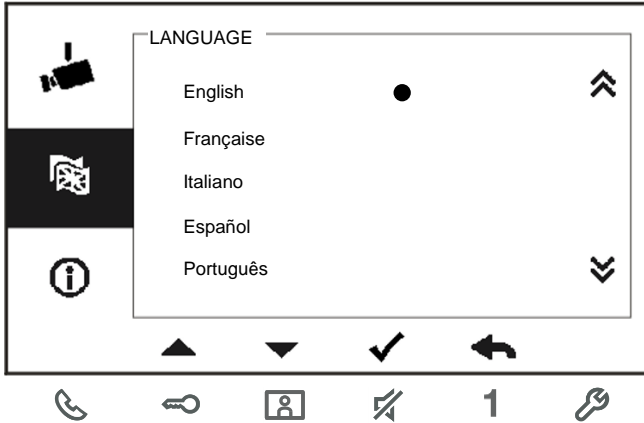 LANGUAGE
English
Française
Italiano
Español
Português
1